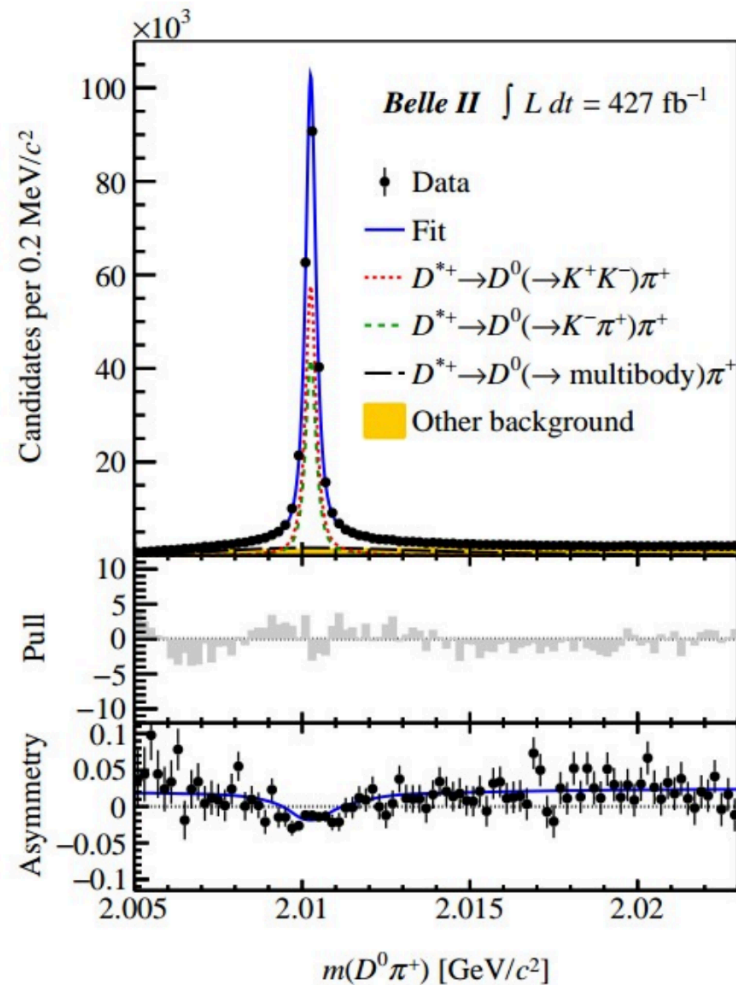 ×10³
100
80
60
40
20
Candidates per 0.2 MeV/c²
Belle II ∫ L dt = 427 fb⁻¹
Data
Fit
D*⁺→D⁰(→K⁺K⁻)π⁺
D*⁺→D⁰(→K⁻π⁺)π⁺
D*⁺→D⁰(→ multibody)π⁺
Other background
10
5
0
−5
−10
Pull
0.1
0.05
0
−0.05
−0.1
Asymmetry
2.005 2.01 2.015 2.02
m(D⁰π⁺) [GeV/c²]